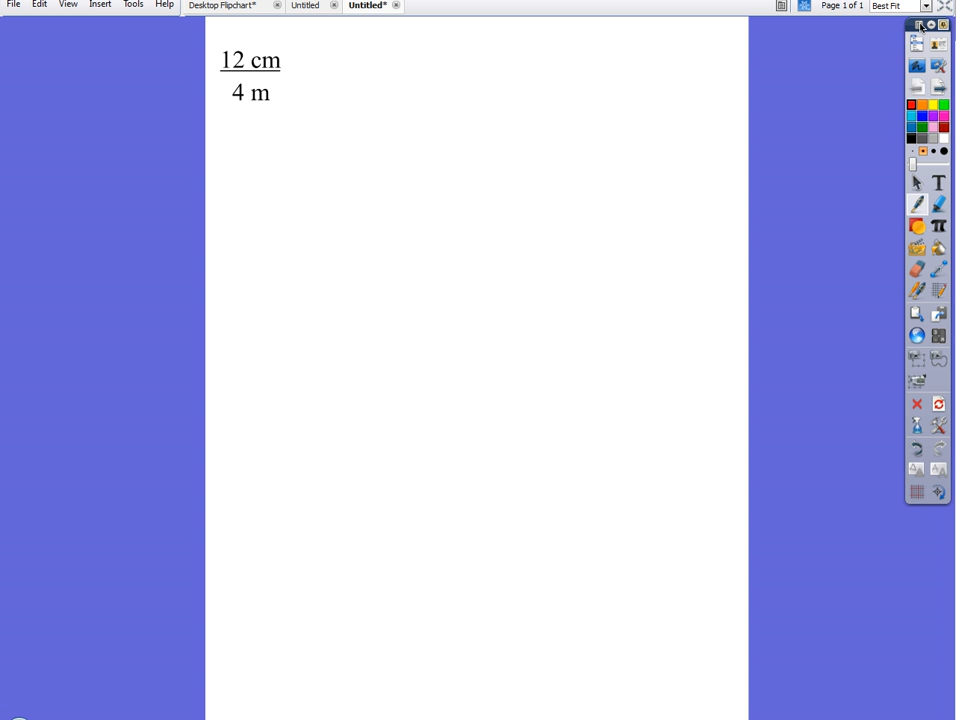 File Edit View Insert Tools Help Desktop Flipchart* Untitled Untitled* Page 1 of 1 Best Fit
12 cm
4 m
T